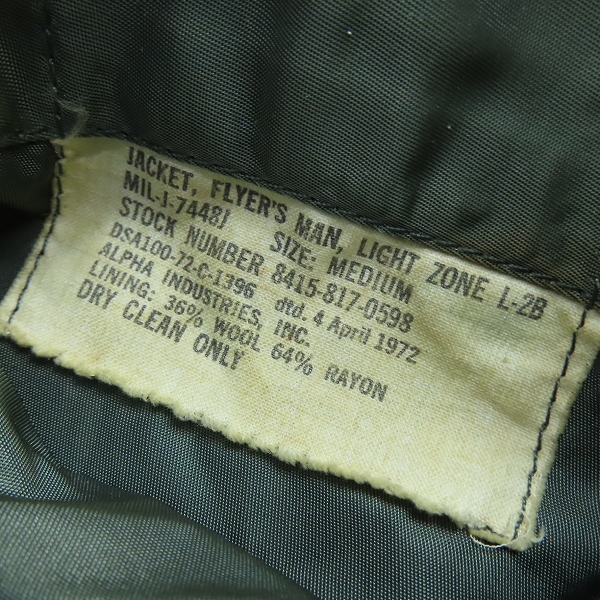 JACKET, FLYER'S MAN, LIGHT ZONE L-2B
MIL-J-7448J SIZE: MEDIUM
STOCK NUMBER 8415-817-0598
DSA100-72-C-1396 dtd. 4 April 1972
ALPHA INDUSTRIES, INC.
LINING: 36% WOOL 64% RAYON
DRY CLEAN ONLY